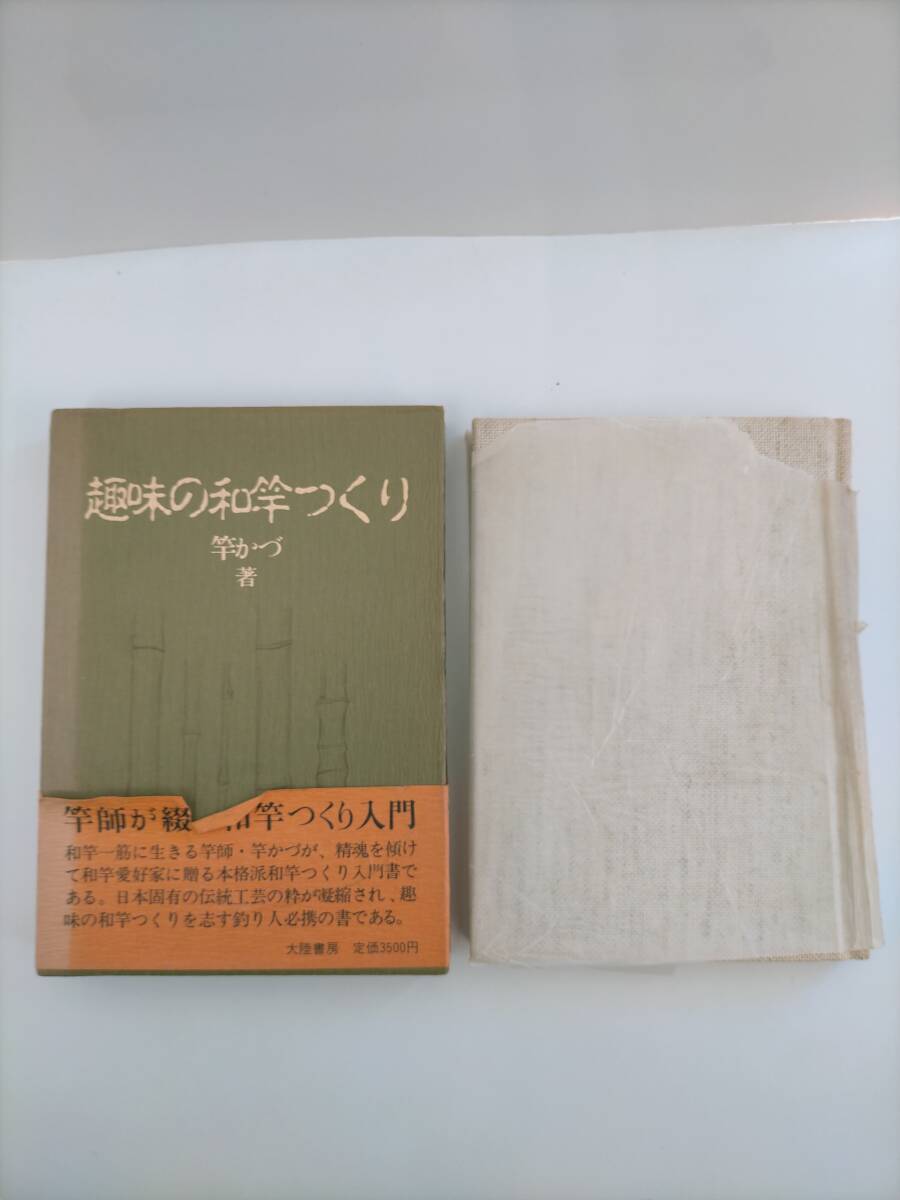 趣味の和竿つくり
竿かづ
著
竿師が綴 和竿つくり入門
和竿一筋に生きる竿師・竿かづが、精魂を傾け
て和竿愛好家に贈る本格派和竿つくり入門書で
ある。日本固有の伝統工芸の粋が凝縮され、趣
味の和竿つくりを志す釣り人必携の書である。
大陸書房 定価3500円